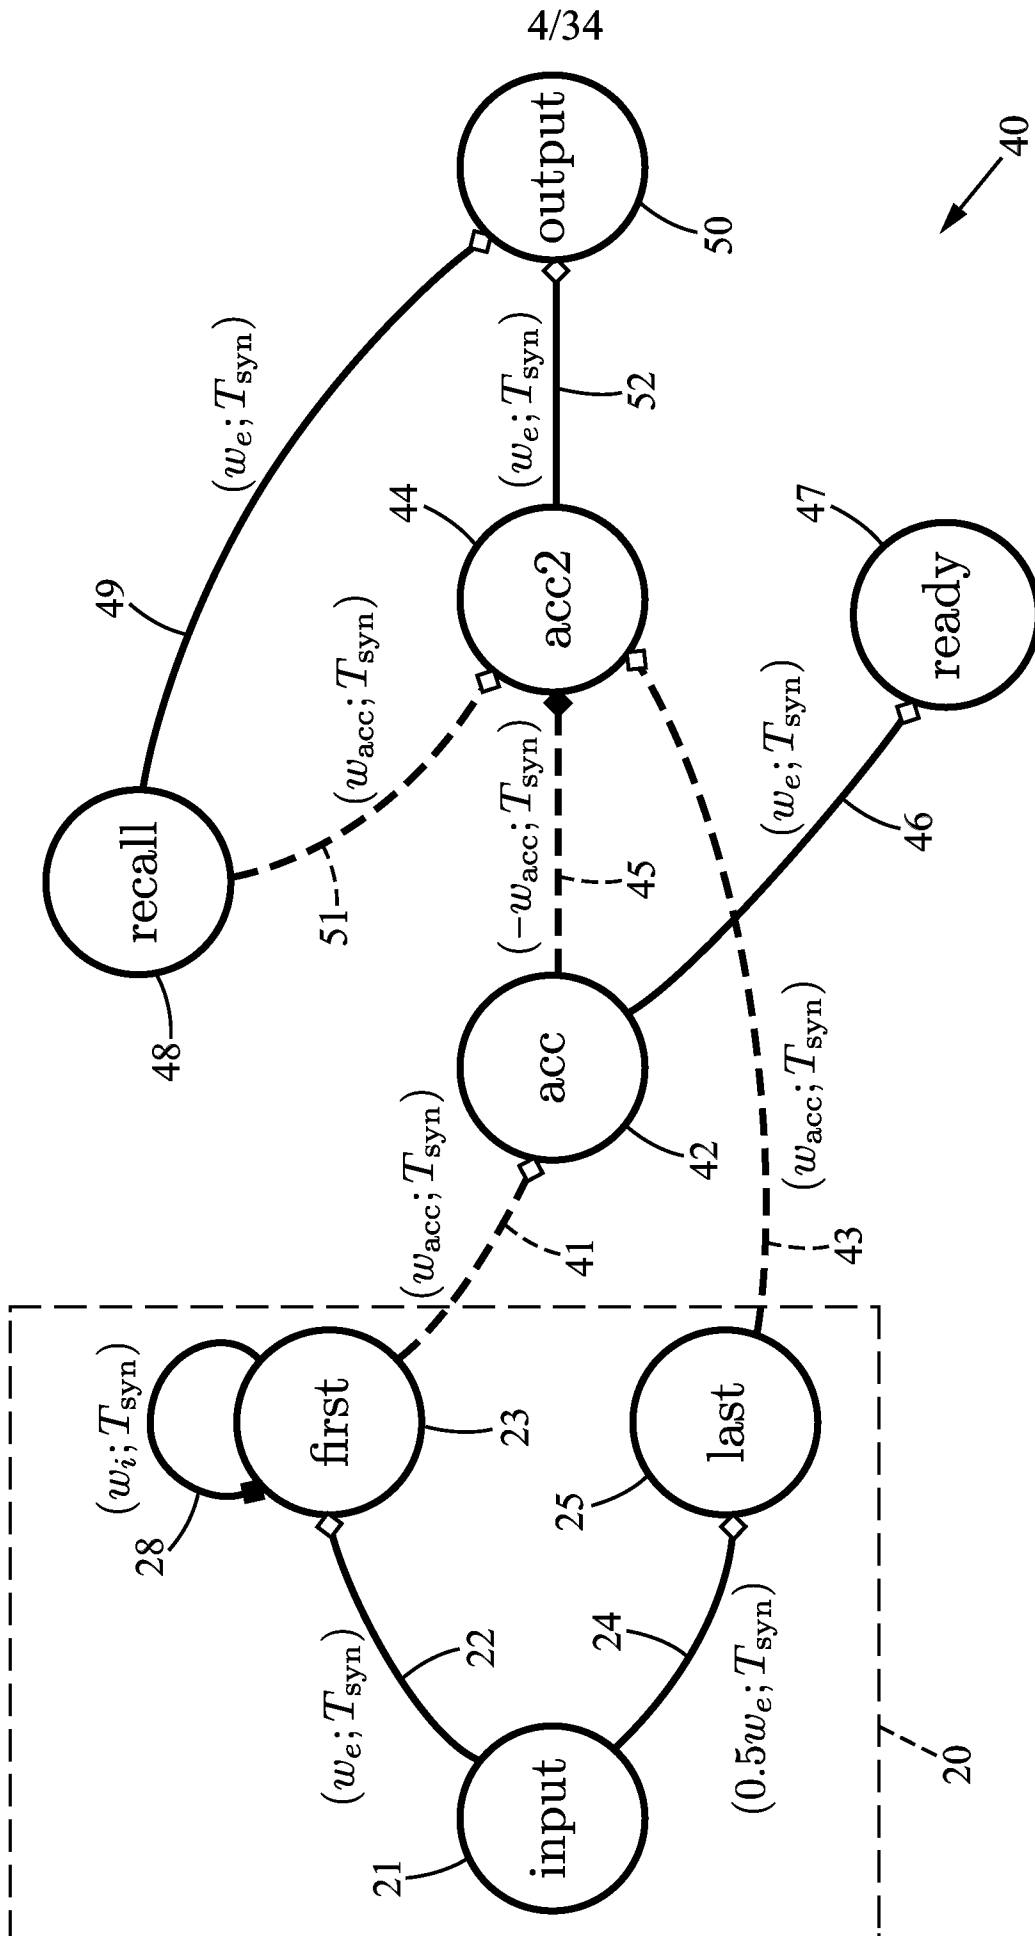 4/34
40
input
21
(w_e; T_syn)
22
(0.5w_e; T_syn)
24
20
first
23
(w_i; T_syn)
28
last
25
(w_acc; T_syn)
41
(w_acc; T_syn)
43
acc
42
(−w_acc; T_syn)
45
(w_e; T_syn)
46
ready
47
recall
48
(w_acc; T_syn)
51
(w_e; T_syn)
49
acc2
44
(w_e; T_syn)
52
output
50